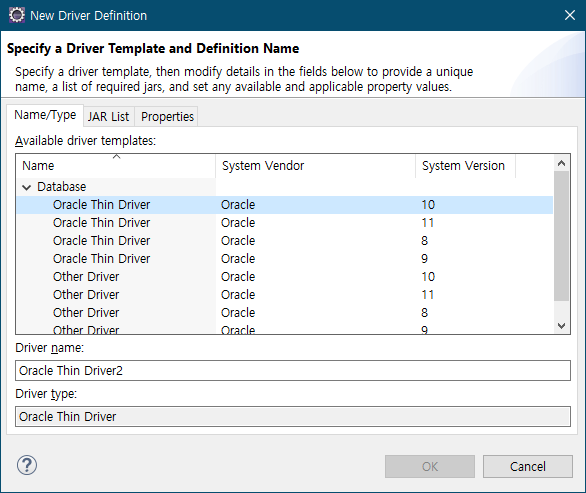 New Driver Definition
Specify a Driver Template and Definition Name
Specify a driver template, then modify details in the fields below to provide a unique
name, a list of required jars, and set any available and applicable property values.
Name/Type JAR List Properties
Available driver templates:
Name System Vendor System Version
Database
Oracle Thin Driver Oracle 10
Oracle Thin Driver Oracle 11
Oracle Thin Driver Oracle 8
Oracle Thin Driver Oracle 9
Other Driver Oracle 10
Other Driver Oracle 11
Other Driver Oracle 8
Other Driver Oracle 9
Driver name:
Oracle Thin Driver2
Driver type:
Oracle Thin Driver
? OK Cancel